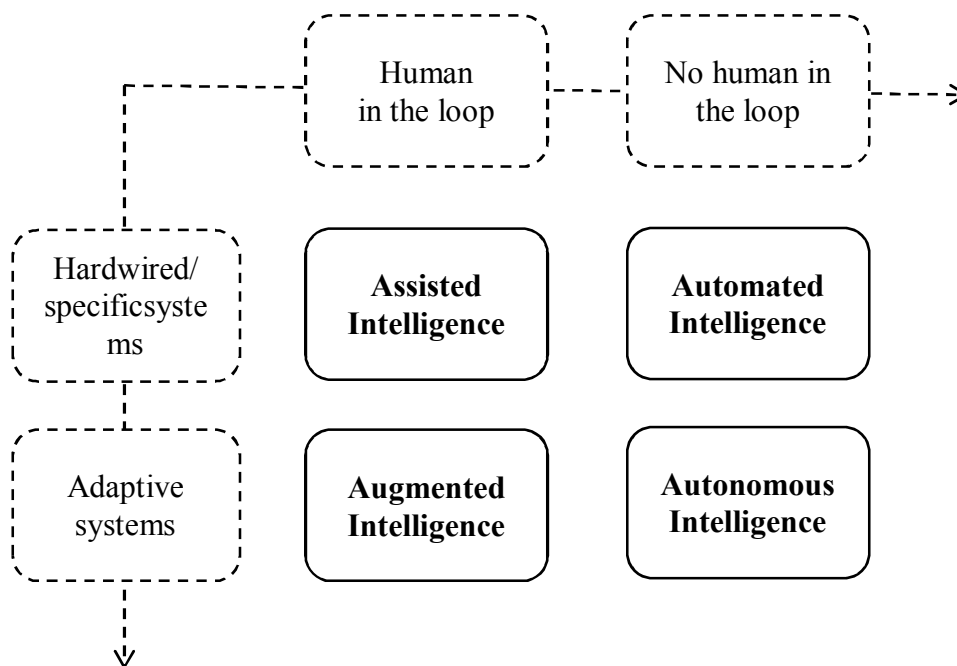 Human
in the loop
No human in
the loop
Hardwired/
specificsyste
ms
Assisted
Intelligence
Automated
Intelligence
Adaptive
systems
Augmented
Intelligence
Autonomous
Intelligence